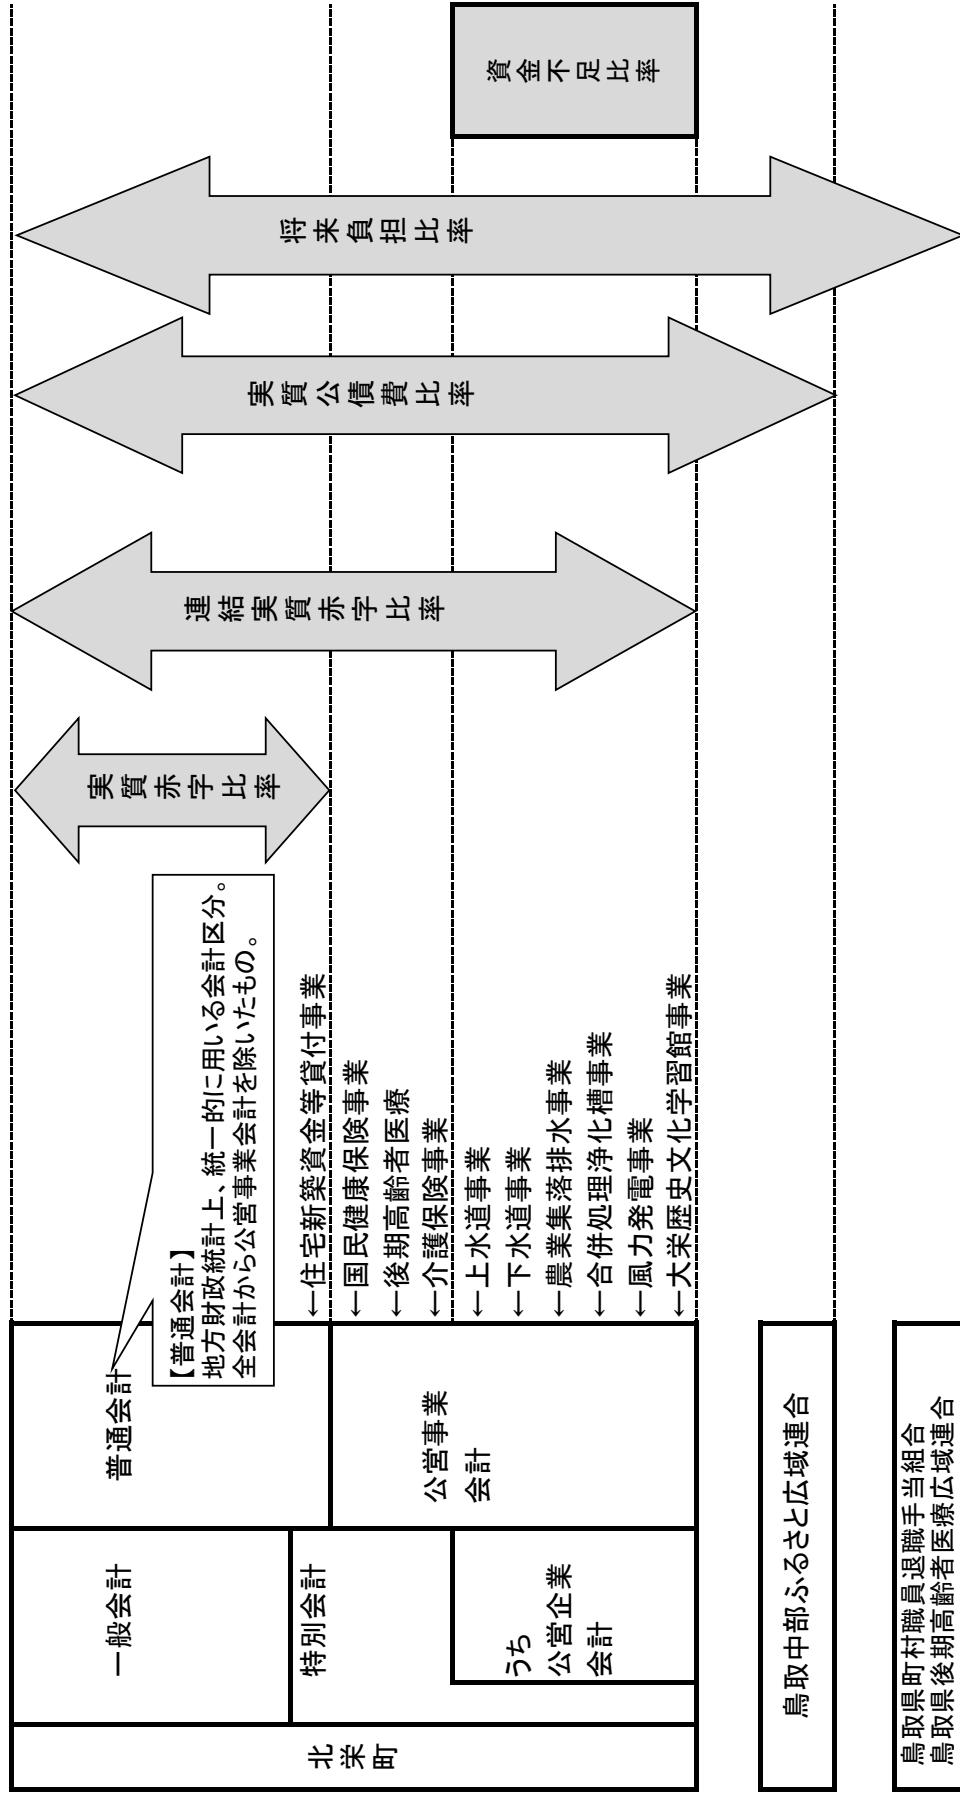 北栄町
一般会計
特別会計
うち
公営企業
会計
普通会計
公営事業
会計
【普通会計】
地方財政統計上、統一的に用いる会計区分。
全会計から公営事業会計を除いたもの。
←住宅新築資金等貸付事業
←国民健康保険事業
←後期高齢者医療
←介護保険事業
←上水道事業
←下水道事業
←農業集落排水事業
←合併処理浄化槽事業
←風力発電事業
←大栄歴史文化学習館事業
実質赤字比率
連結実質赤字比率
実質公債費比率
将来負担比率
資金不足比率
鳥取中部ふるさと広域連合
鳥取県町村職員退職手当組合
鳥取県後期高齢者医療広域連合